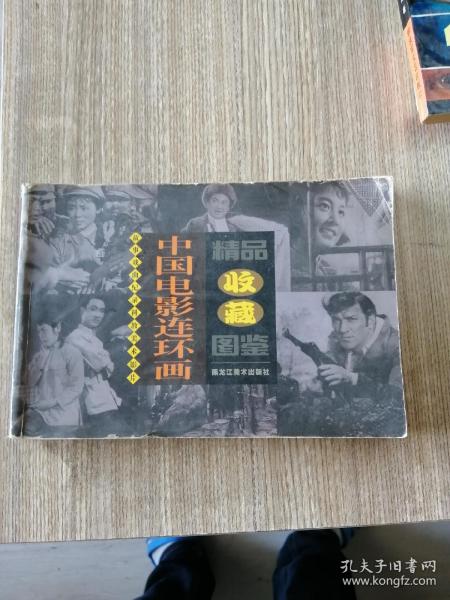 中国电影连环画
精品
收藏
图鉴
黑龙江美术出版社
孔夫子旧书网
www.kongfz.com